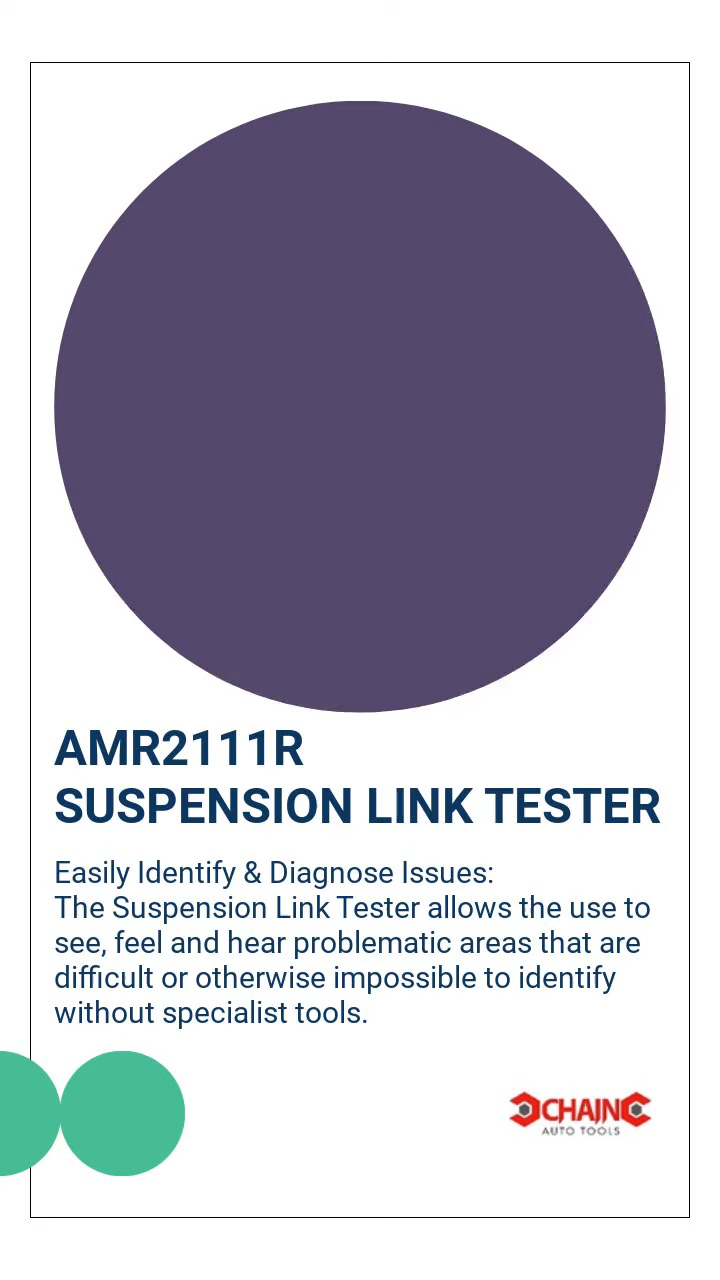 AMR2111R
SUSPENSION LINK TESTER
Easily Identify & Diagnose Issues:
The Suspension Link Tester allows the use to
see, feel and hear problematic areas that are
difficult or otherwise impossible to identify
without specialist tools.
CHAIN
AUTO TOOLS